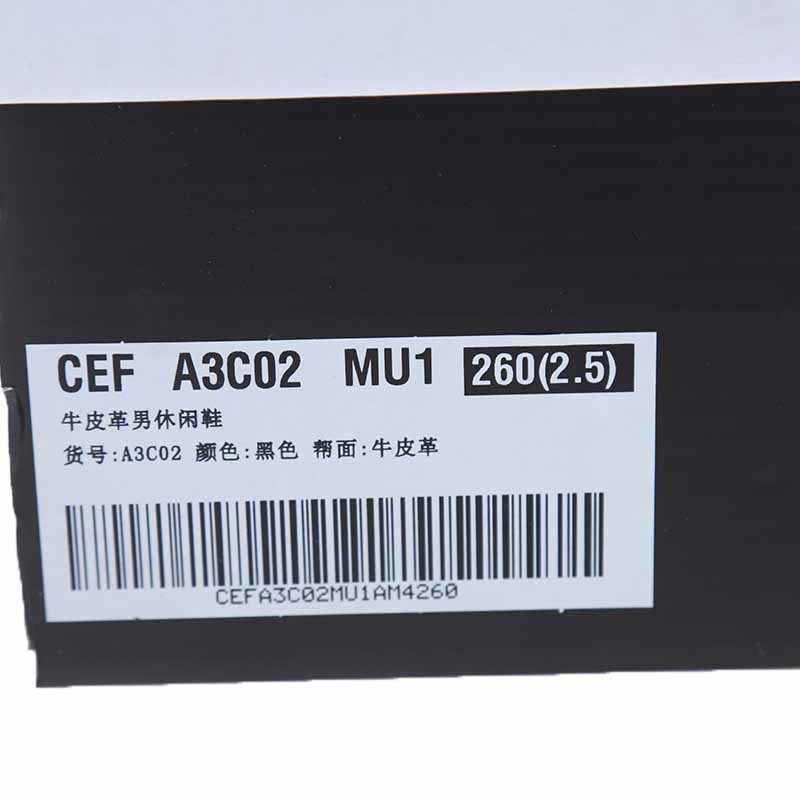 CEF A3C02 MU1 260(2.5)
牛皮革男休闲鞋
货号:A3C02 颜色:黑色 帮面:牛皮革
CEFA3C02MU1AM4260